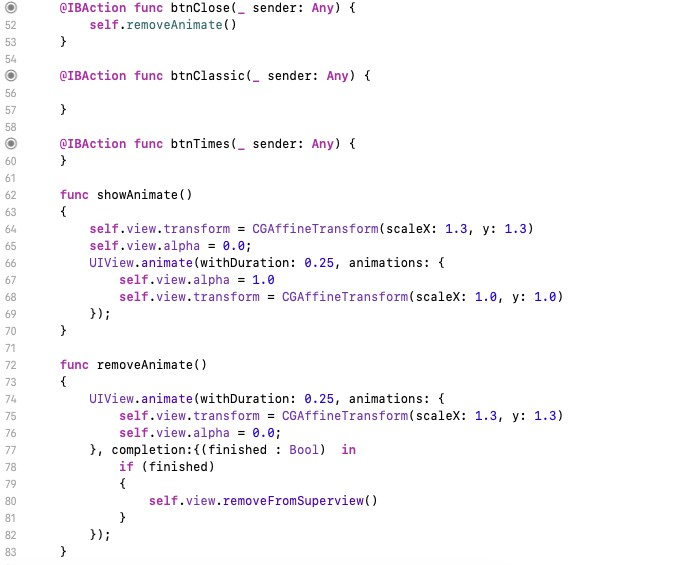 @IBAction func btnClose(_ sender: Any) {
52 self.removeAnimate()
53 }
54
@IBAction func btnClassic(_ sender: Any) {
56
57 }
58
@IBAction func btnTimes(_ sender: Any) {
60 }
61
62 func showAnimate()
63 {
64 self.view.transform = CGAffineTransform(scaleX: 1.3, y: 1.3)
65 self.view.alpha = 0.0;
66 UIView.animate(withDuration: 0.25, animations: {
67 self.view.alpha = 1.0
68 self.view.transform = CGAffineTransform(scaleX: 1.0, y: 1.0)
69 });
70 }
71
72 func removeAnimate()
73 {
74 UIView.animate(withDuration: 0.25, animations: {
75 self.view.transform = CGAffineTransform(scaleX: 1.3, y: 1.3)
76 self.view.alpha = 0.0;
77 }, completion:{(finished : Bool)  in
78 if (finished)
79 {
80 self.view.removeFromSuperview()
81 }
82 });
83 }